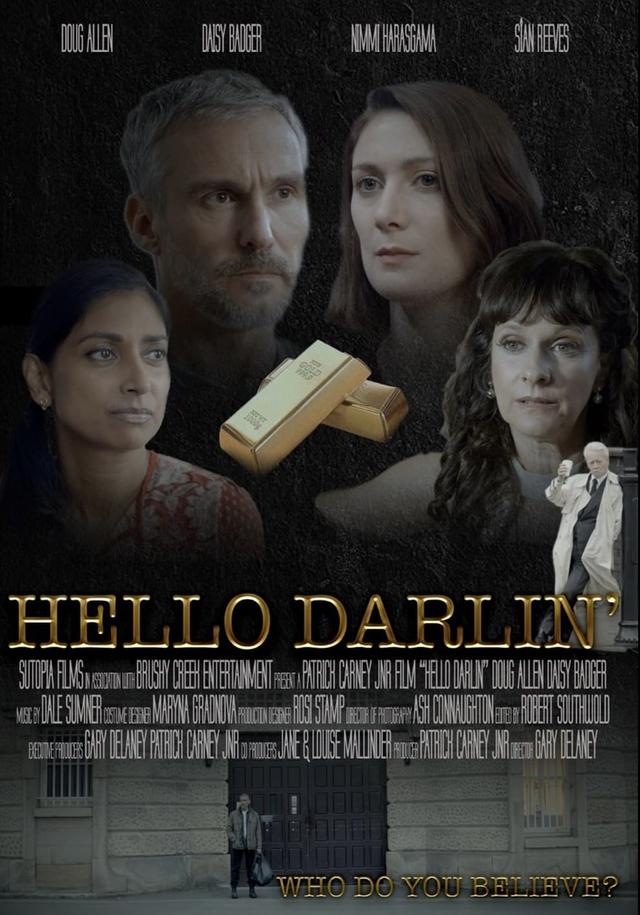 DOUG ALLEN DAISY BADGER NIMMI HARASGAMA SÍAN REEVES
GOLD
HELLO DARLIN'
SUTOPIA FILMS IN ASSOCIATION WITH BRUSHY CREEK ENTERTAINMENT PRESENT A PATRICK CARNEY JNR FILM "HELLO DARLIN" DOUG ALLEN DAISY BADGER
MUSIC BY DALE SUMNER COSTUME DESIGNER MARYNA GRADNOVA PRODUCTION DESIGNER ROSI STAMP DIRECTOR OF PHOTOGRAPHY ASH CONNAUGHTON EDITED BY ROBERT SOUTHWOLD
EXECUTIVE PRODUCERS GARY DELANEY PATRICK CARNEY JNR CO PRODUCERS JANE & LOUISE MALLINDER PRODUCER PATRICK CARNEY JNR DIRECTOR GARY DELANEY
WHO DO YOU BELIEVE?